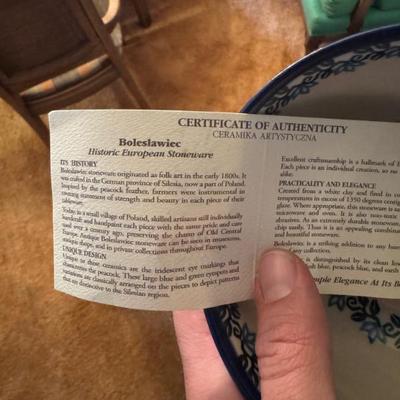 CERTIFICATE OF AUTHENTICITY
CERAMIKA ARTYSTYCZNA
Boleslawiec
Historic European Stoneware
ITS HISTORY
Boleslawiec stoneware originated as folk art in the early 1800s. It
was crafted in the German province of Silesia, now a part of Poland.
Inspired by the peacock feather, farmers were instrumental in
creating statement of strength and beauty in each piece of their
tableware.
Today, in a small village of Poland, skilled artisans still individually
handcraft and handpaint each piece with the same pride and care
used over a century ago, preserving the charm of Old Central
Europe. Antique Boleslawiec stoneware can be seen in museums,
antique shops, and in private collections throughout Europe.
UNIQUE DESIGN
Unique to these ceramics are the trident eye markings that
characterize the peacock. These large blue and green eyespots and
variations are classically arranged on the pieces to depict patterns
that are distinctive to the Silesian region.
Excellent craftsmanship is a hallmark of
Each piece is an individual creation, so no
alike.
PRACTICALITY AND ELEGANCE
Created from a white clay and fired in
temperatures in excess of 1350 degrees
glaze. Where appropriate, this stoneware is
microwave and oven. It is also non-toxic
abrasions. As an extremely durable stoneware,
chip easily. Thus it is an appealing
and beautiful stoneware.
Boleslawiec is a striking addition to any
any collection.
is distinguished by its clean
blue, peacock blue, and earth
Elegance At Its